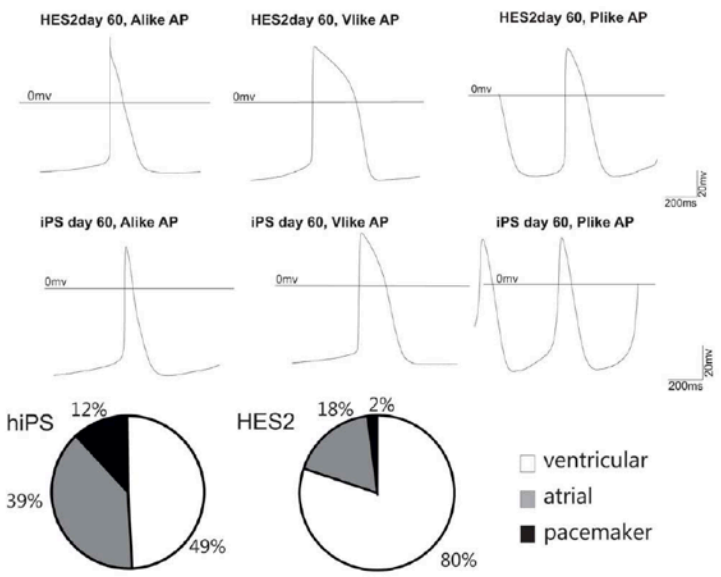 HES2day 60, Alike AP
HES2day 60, Vlike AP
HES2 day 60, Plike AP
0mv
0mv
0mv
20mv
200ms
iPS day 60, Alike AP
iPS day 60, Vlike AP
iPS day 60, Plike AP
0mv
0mv
0mv
20mv
200ms
hiPS
12%
39%
49%
HES2
18%
2%
80%
ventricular
atrial
pacemaker